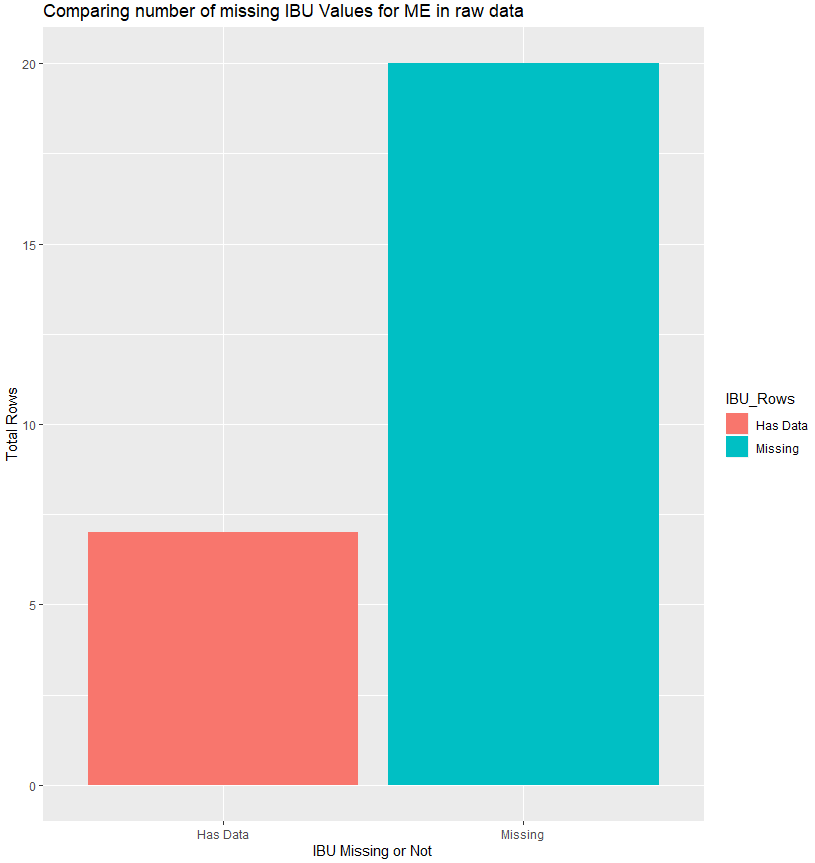 Comparing number of missing IBU Values for ME in raw data
20
15
10
5
0
Total Rows
Has Data
Missing
IBU Missing or Not
IBU_Rows
Has Data
Missing